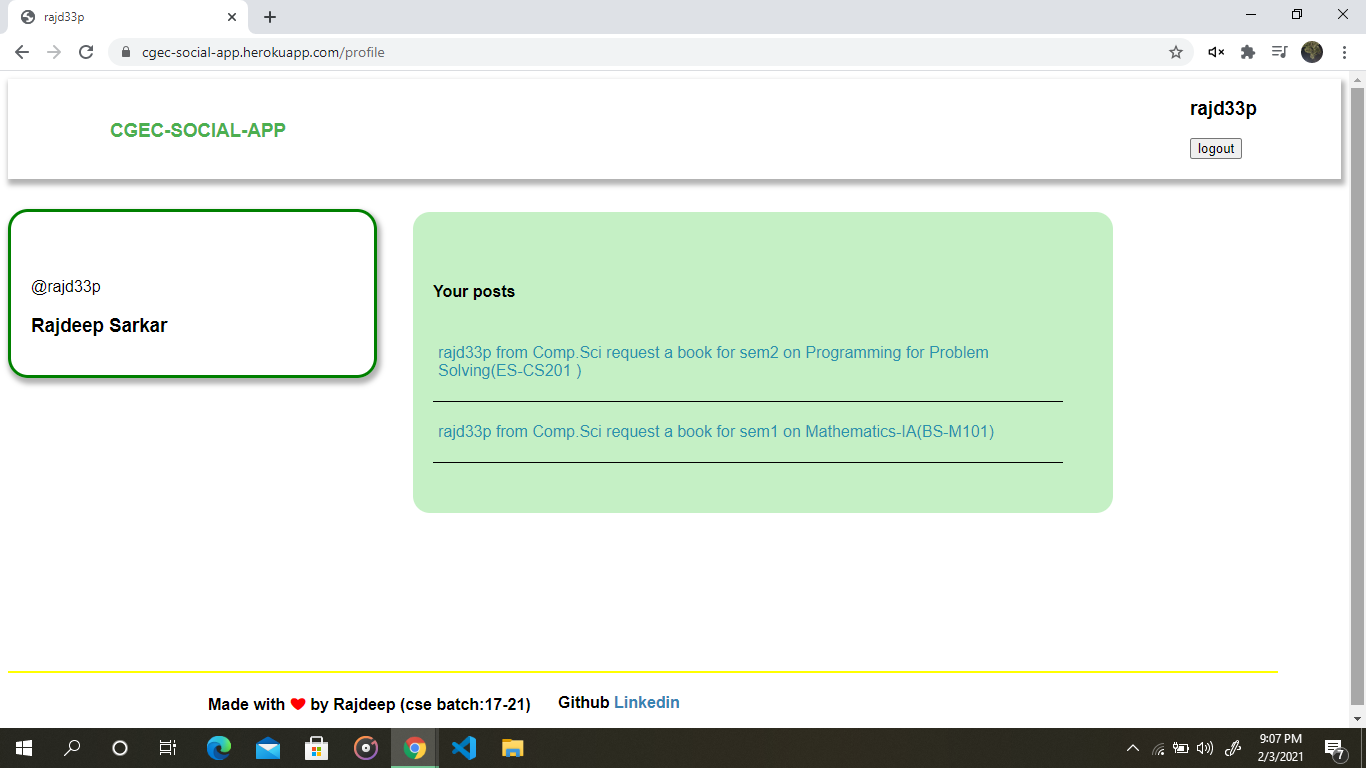 rajd33p
cgec-social-app.herokuapp.com/profile
CGEC-SOCIAL-APP
rajd33p
logout
@rajd33p
Rajdeep Sarkar
Your posts
rajd33p from Comp.Sci request a book for sem2 on Programming for Problem
Solving(ES-CS201 )
rajd33p from Comp.Sci request a book for sem1 on Mathematics-IA(BS-M101)
Made with ❤ by Rajdeep (cse batch:17-21)
Github Linkedin
9:07 PM
2/3/2021
7